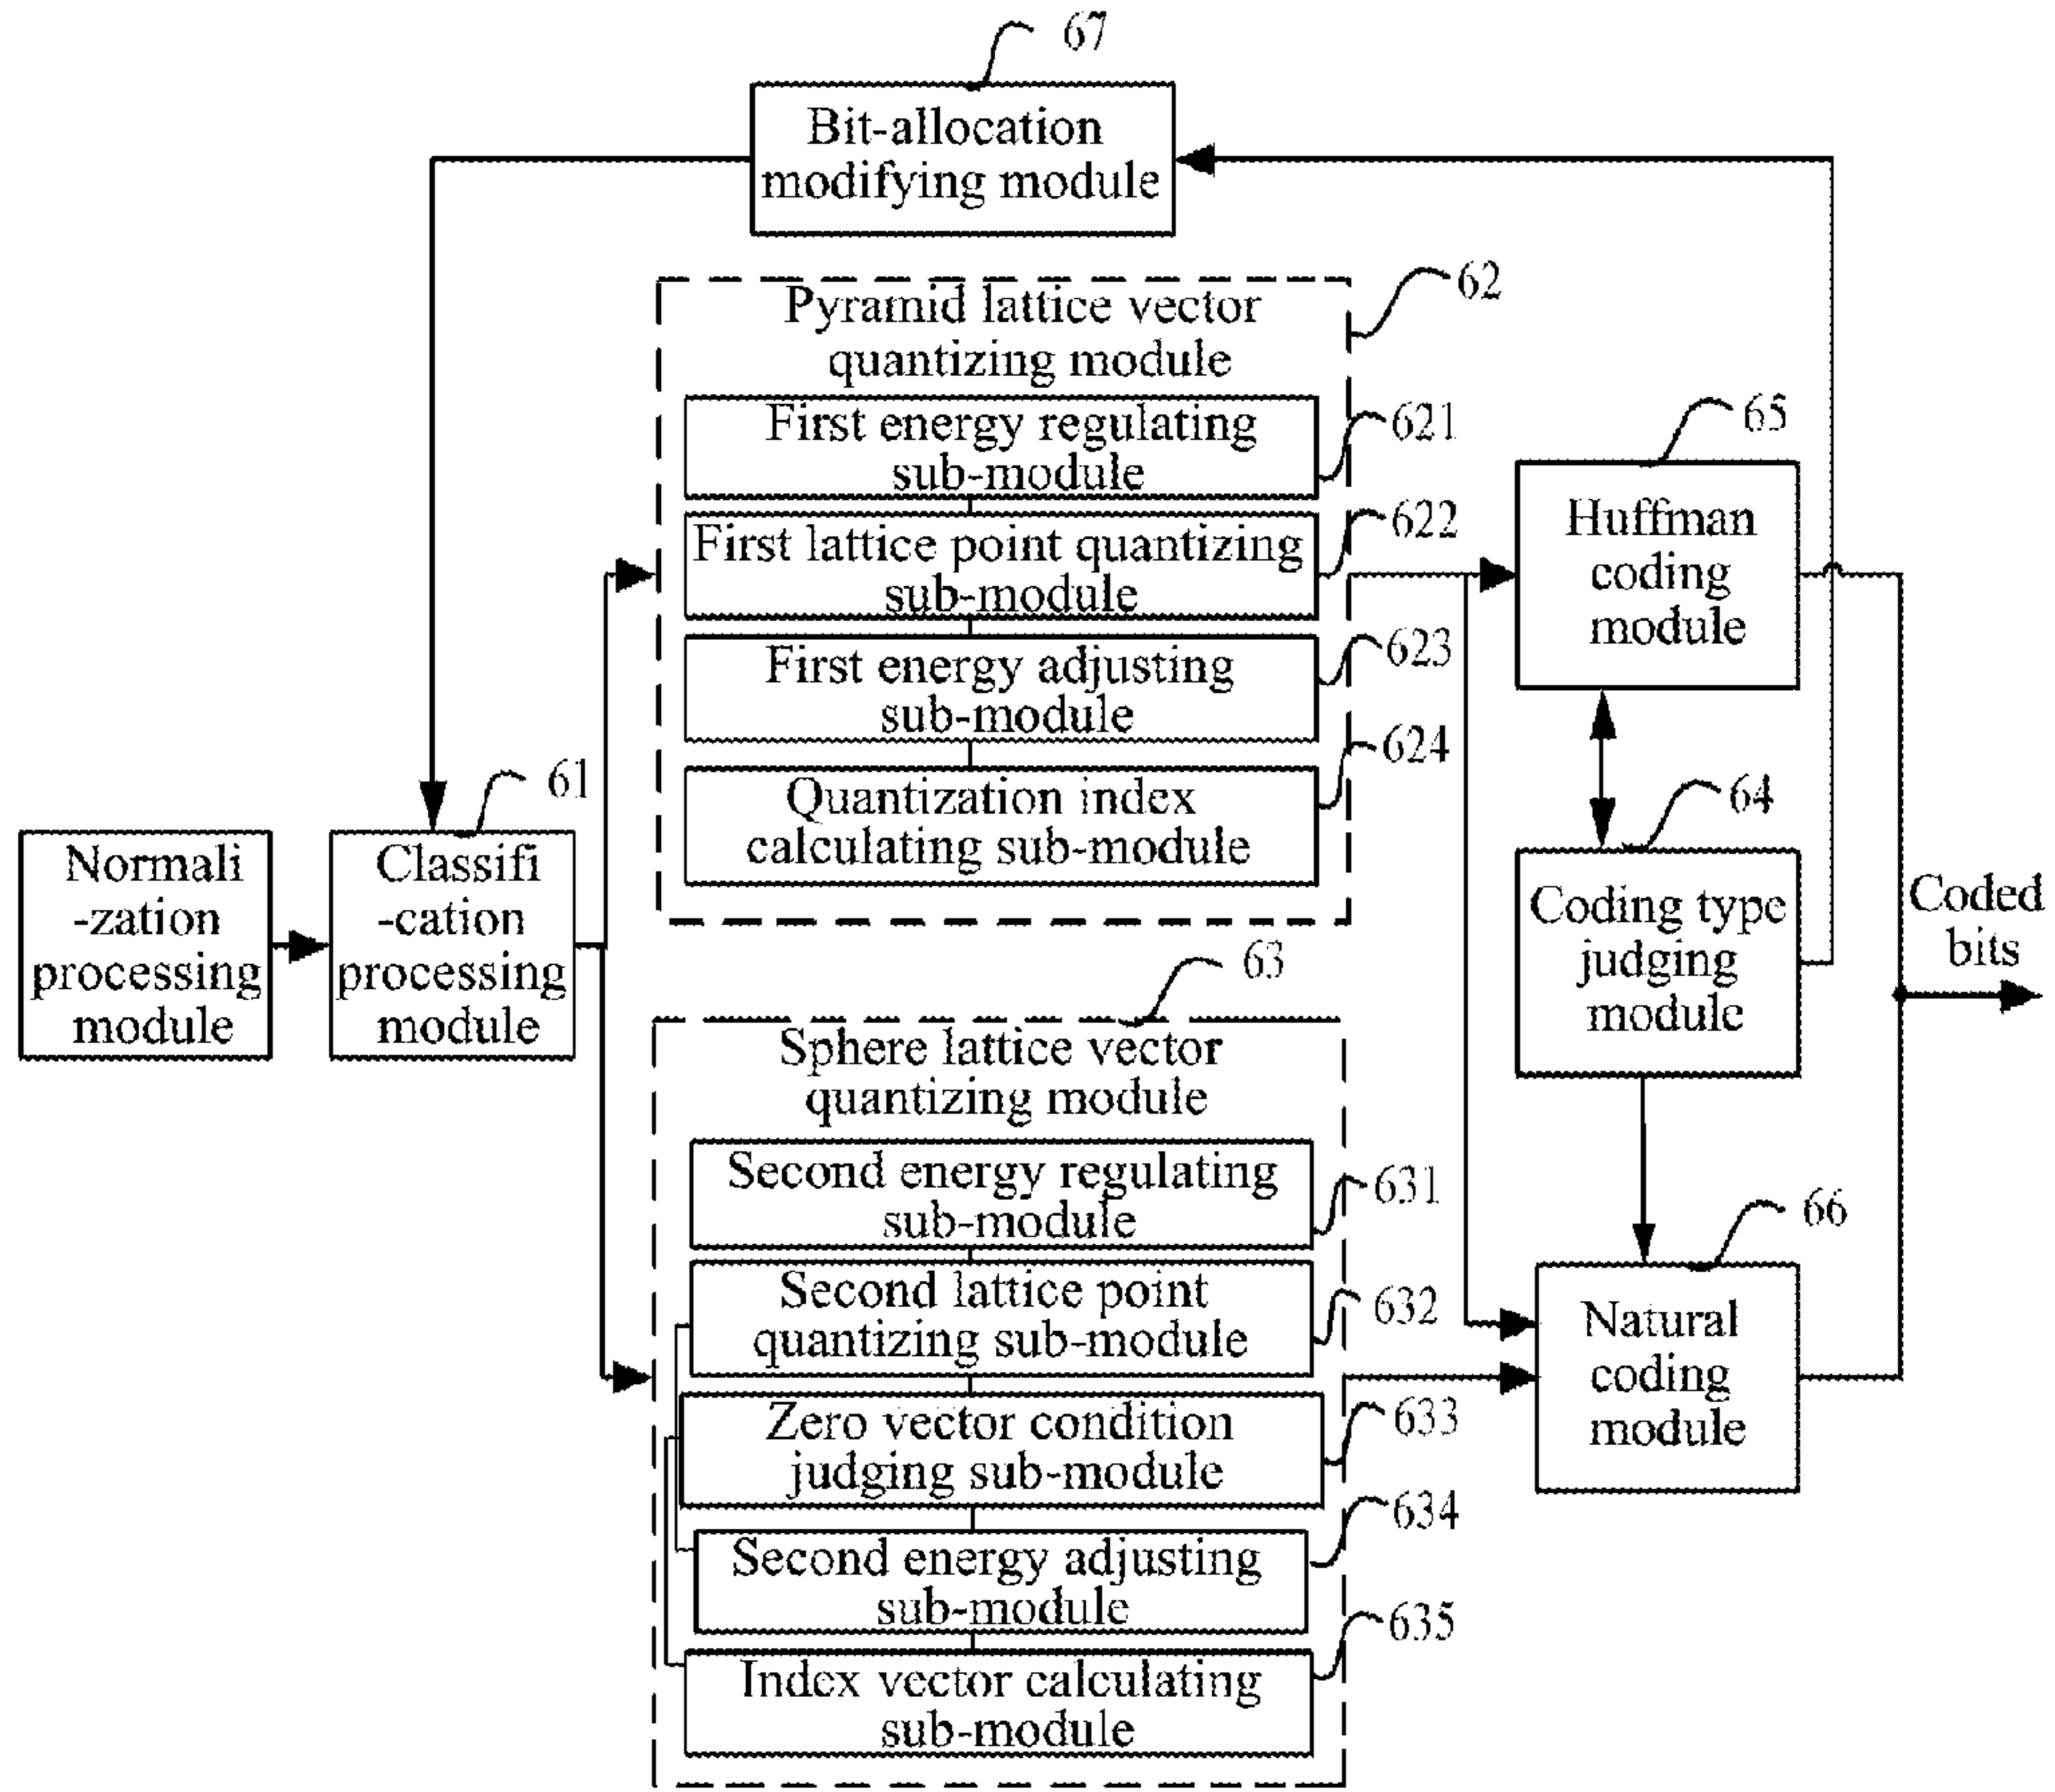 67
Bit-allocation
modifying module
62
Pyramid lattice vector
quantizing module
First energy regulating
sub-module
621
First lattice point quantizing
sub-module
622
First energy adjusting
sub-module
623
Quantization index
calculating sub-module
624
65
Huffman
coding
module
61
Normali
-zation
processing
module
Classifi
-cation
processing
module
64
Coding type
judging
module
Coded
bits
63
Sphere lattice vector
quantizing module
Second energy regulating
sub-module
631
Second lattice point
quantizing sub-module
632
Zero vector condition
judging sub-module
633
Second energy adjusting
sub-module
634
Index vector calculating
sub-module
635
66
Natural
coding
module